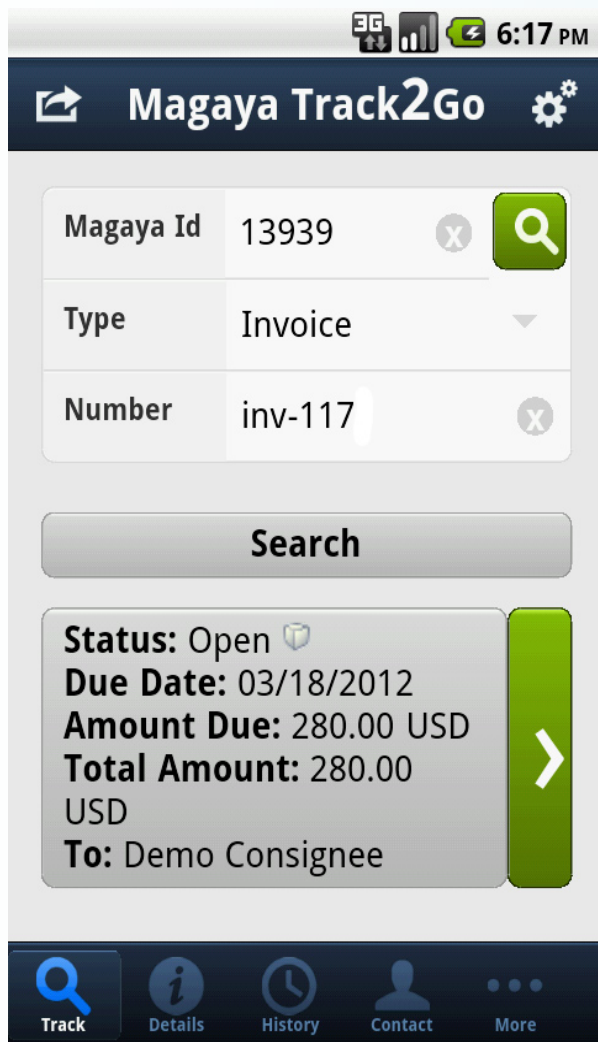 3G 6:17 PM
Magaya Track2Go
Magaya Id 13939 x
Type Invoice
Number inv-117 x
Search
Status: Open
Due Date: 03/18/2012
Amount Due: 280.00 USD
Total Amount: 280.00
USD
To: Demo Consignee
Track Details History Contact More